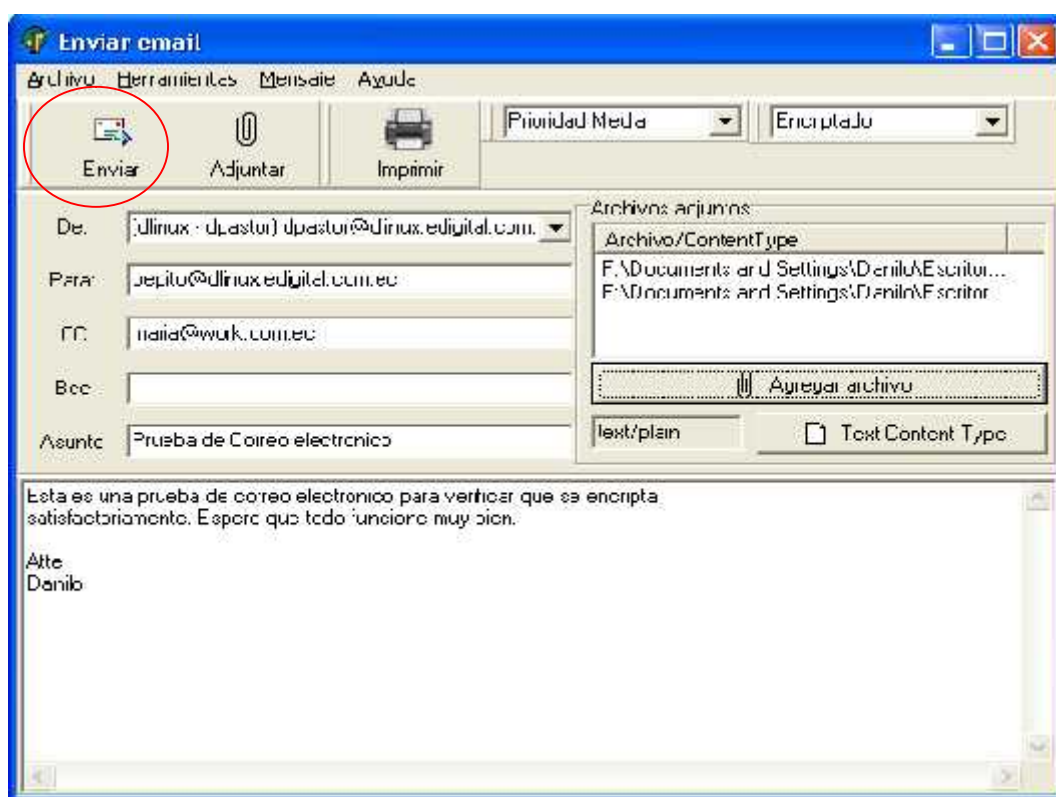 Enviar email
Archivo Herramientas Mensaje Ayuda
Enviar Adjuntar Imprimir Prioridad Media Encriptado
De: (dlinux - dpastor) dpastor@dlinux.edigital.com.
Para: pepito@dlinux.edigital.com.ec
CC: maria@work.com.ec
Bcc
Asunto Prueba de Correo electronico
Archivos adjuntos
Archivo/ContentType
F:\Documents and Settings\Danilo\Escritor...
F:\Documents and Settings\Danilo\Escritor...
Agregar archivo
Text/plain Text Content Type
Esta es una prueba de correo electronico para verificar que se encripta
satisfactoriamente. Espero que todo funcione muy bien.
Atte
Danilo